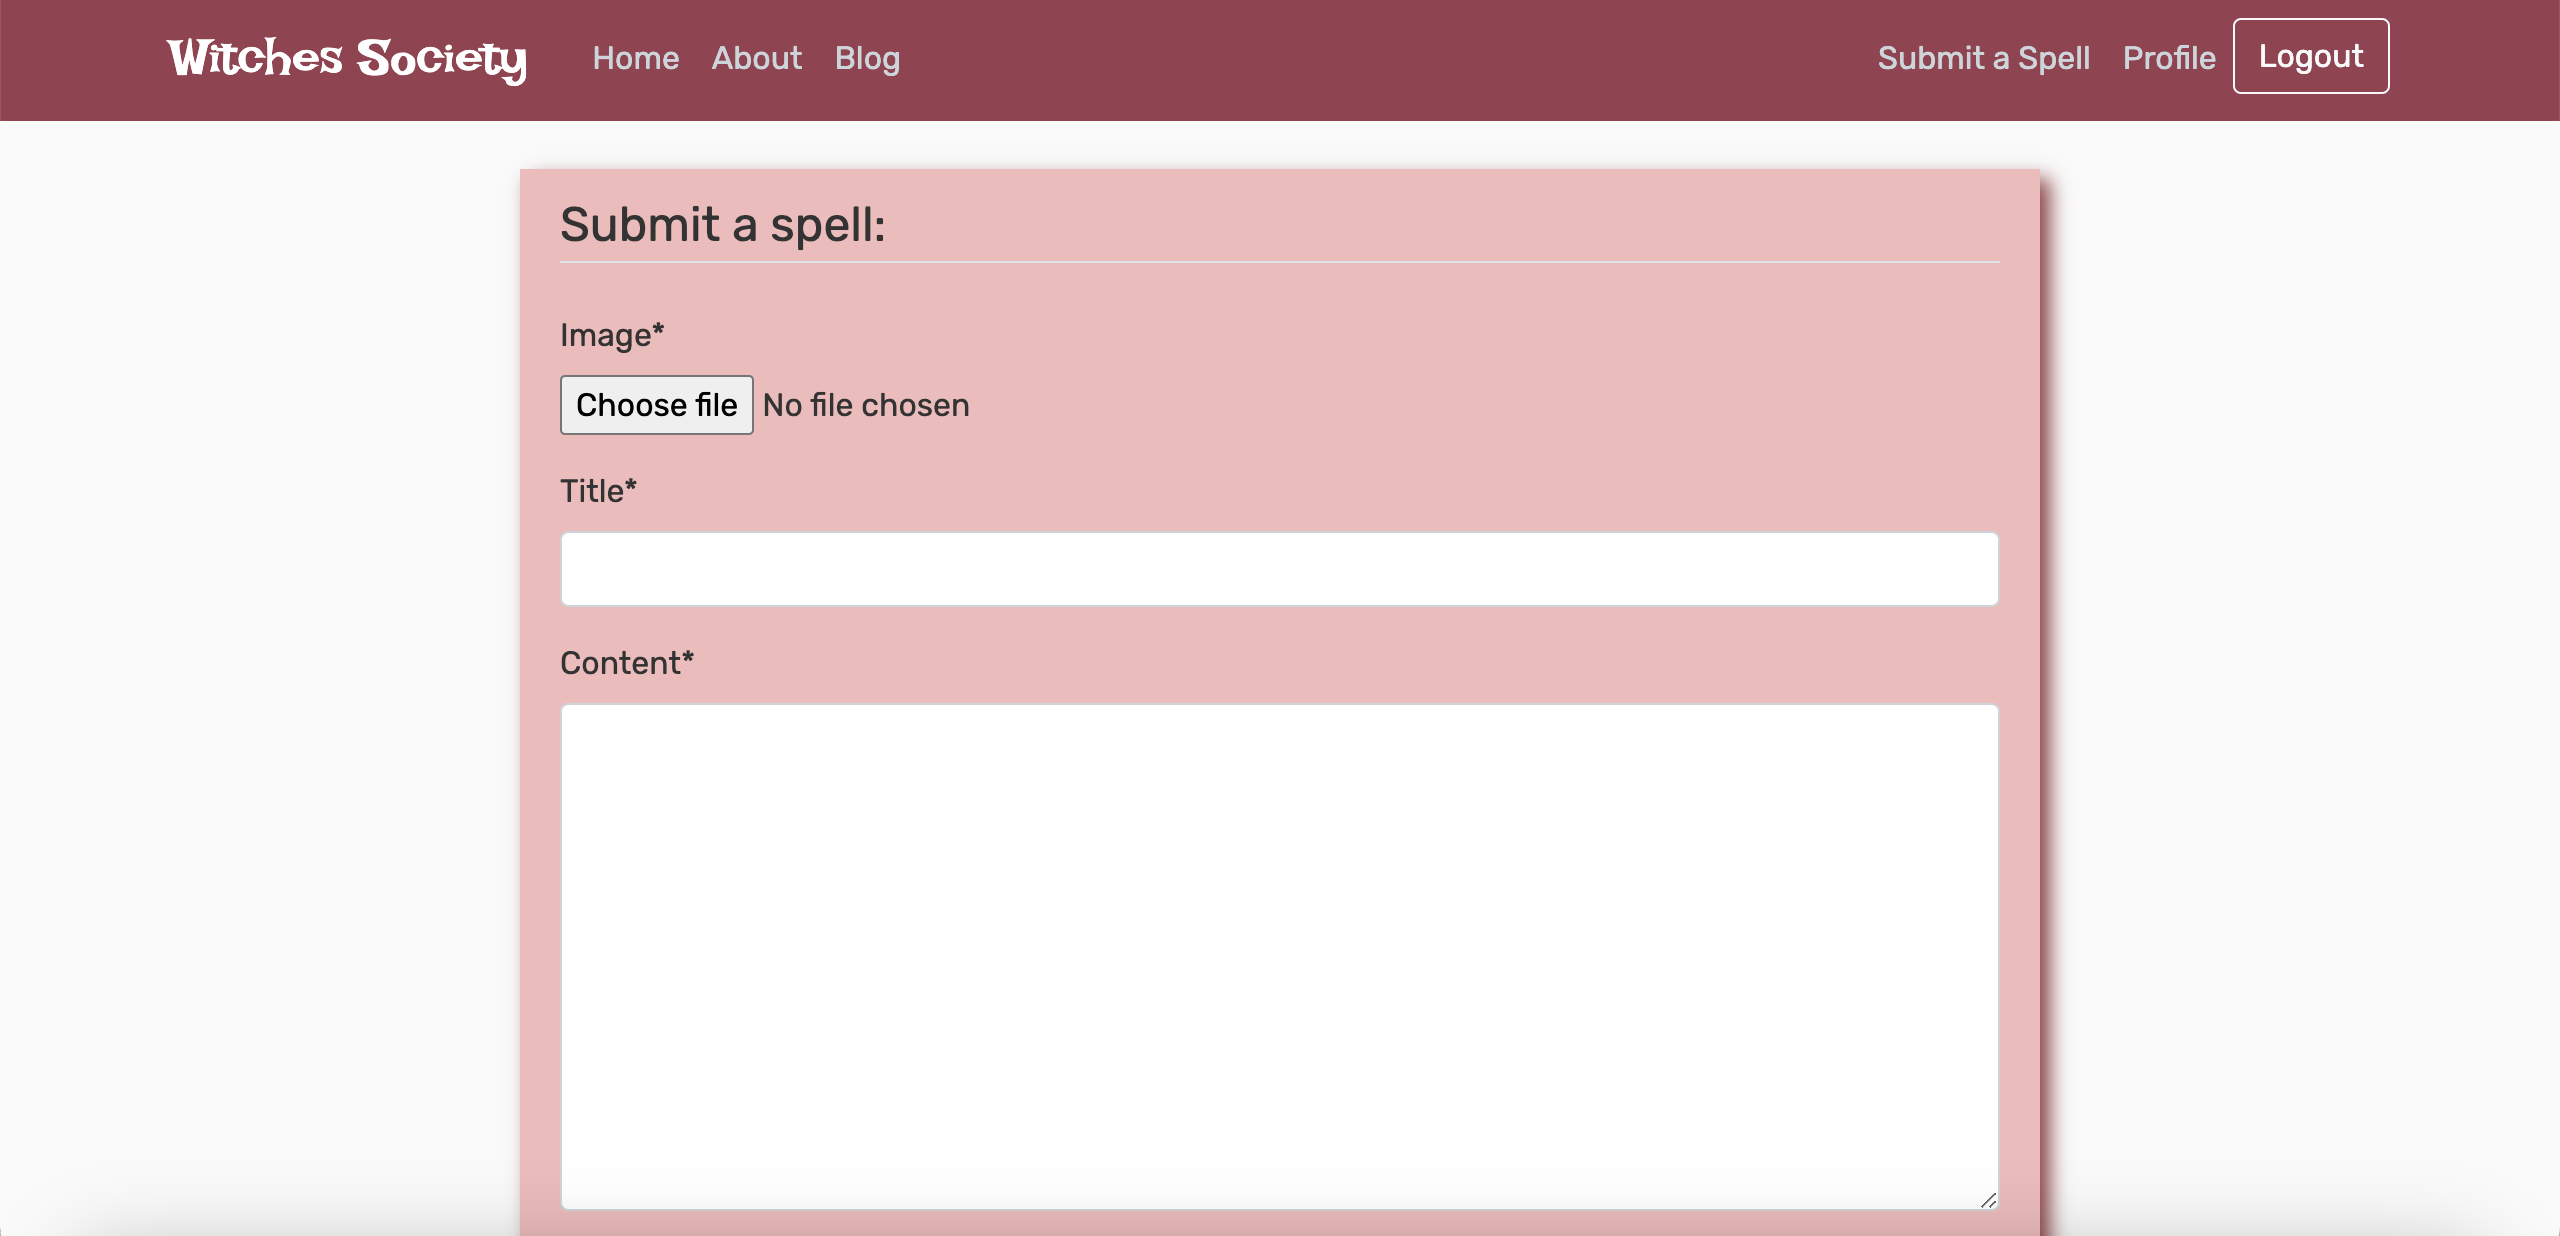 Witches Society Home About Blog Submit a Spell Profile Logout
Submit a spell:
Image*
Choose file No file chosen
Title*
Content*